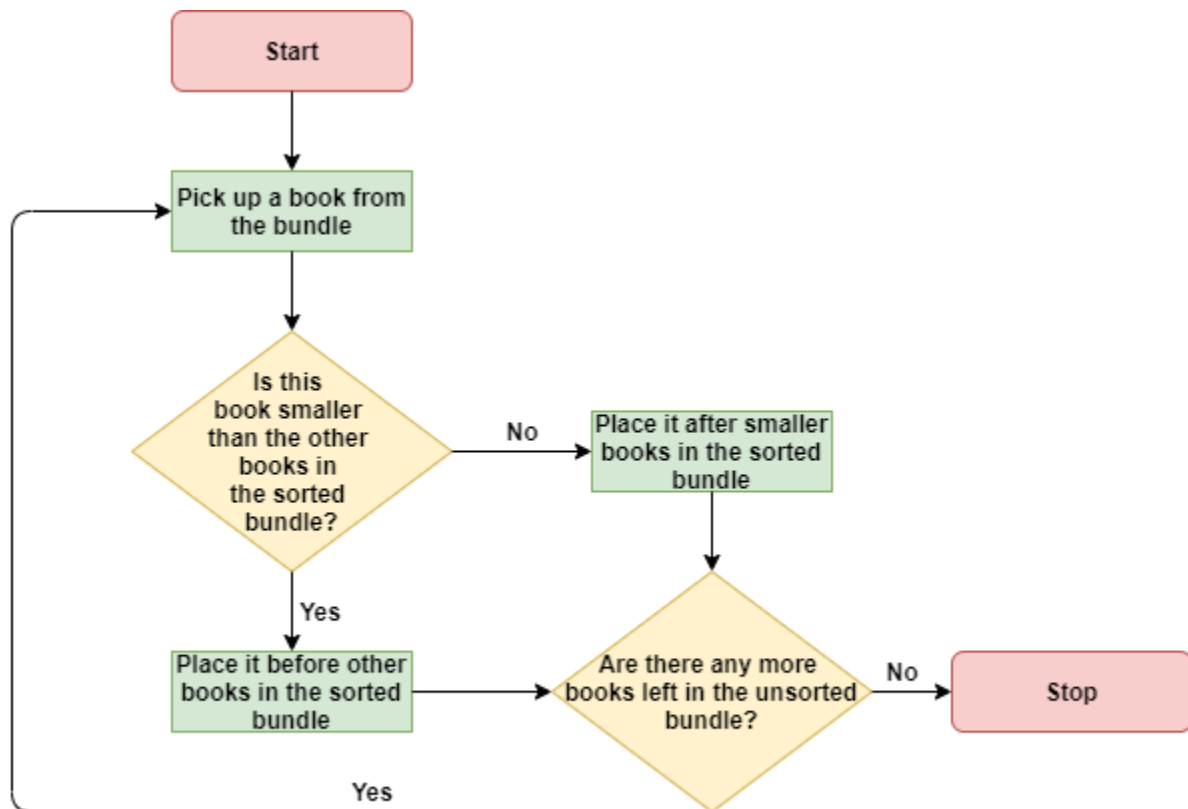 Start
Pick up a book from
the bundle
Is this
book smaller
than the other
books in
the sorted
bundle?
No
Place it after smaller
books in the sorted
bundle
Yes
Place it before other
books in the sorted
bundle
Are there any more
books left in the unsorted
bundle?
No
Stop
Yes